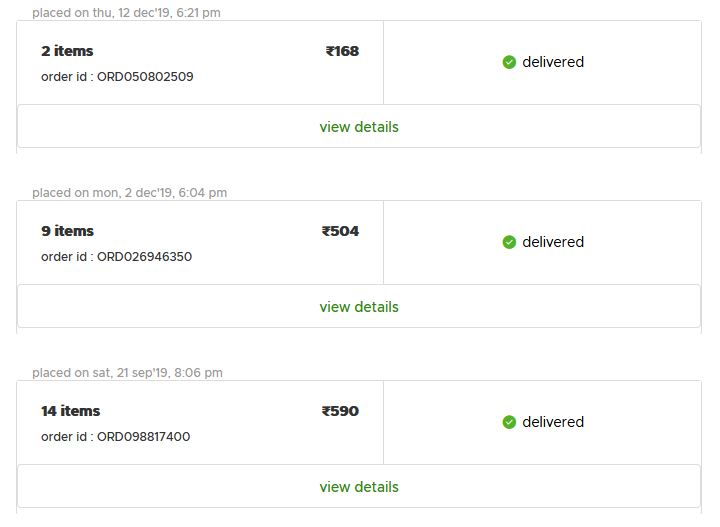 placed on thu, 12 dec'19, 6:21 pm
2 items ₹168
order id : ORD050802509
delivered
view details
placed on mon, 2 dec'19, 6:04 pm
9 items ₹504
order id : ORD026946350
delivered
view details
placed on sat, 21 sep'19, 8:06 pm
14 items ₹590
order id : ORD098817400
delivered
view details